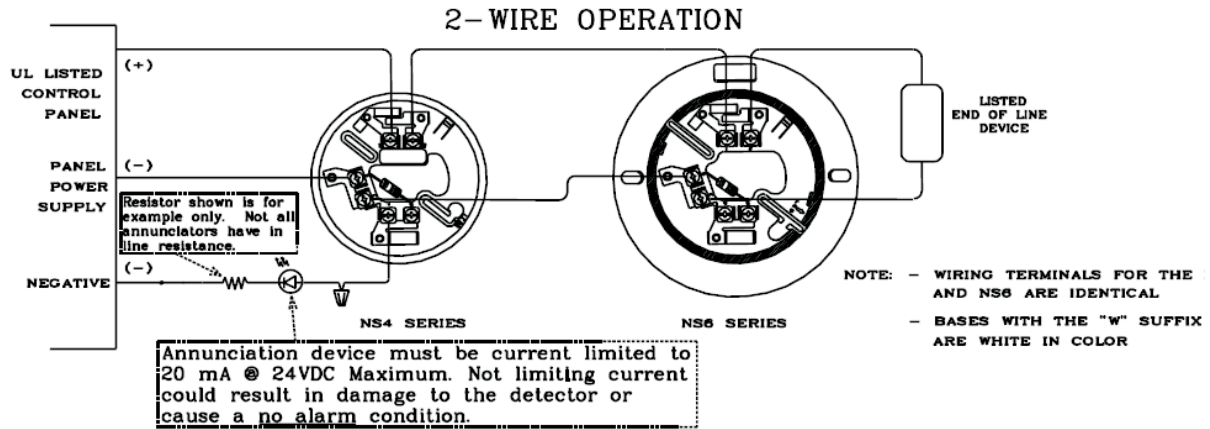 2-WIRE OPERATION
UL LISTED
CONTROL
PANEL
(+)
LISTED
END OF LINE
DEVICE
PANEL
POWER
SUPPLY
(-)
Resistor shown is for
example only. Not all
annunciators have in
line resistance.
NEGATIVE
(-)
NOTE: - WIRING TERMINALS FOR THE
AND NS6 ARE IDENTICAL
- BASES WITH THE "W" SUFFIX
ARE WHITE IN COLOR
NS4 SERIES
NS6 SERIES
Annunciation device must be current limited to
20 mA @ 24VDC Maximum. Not limiting current
could result in damage to the detector or
cause a no alarm condition.